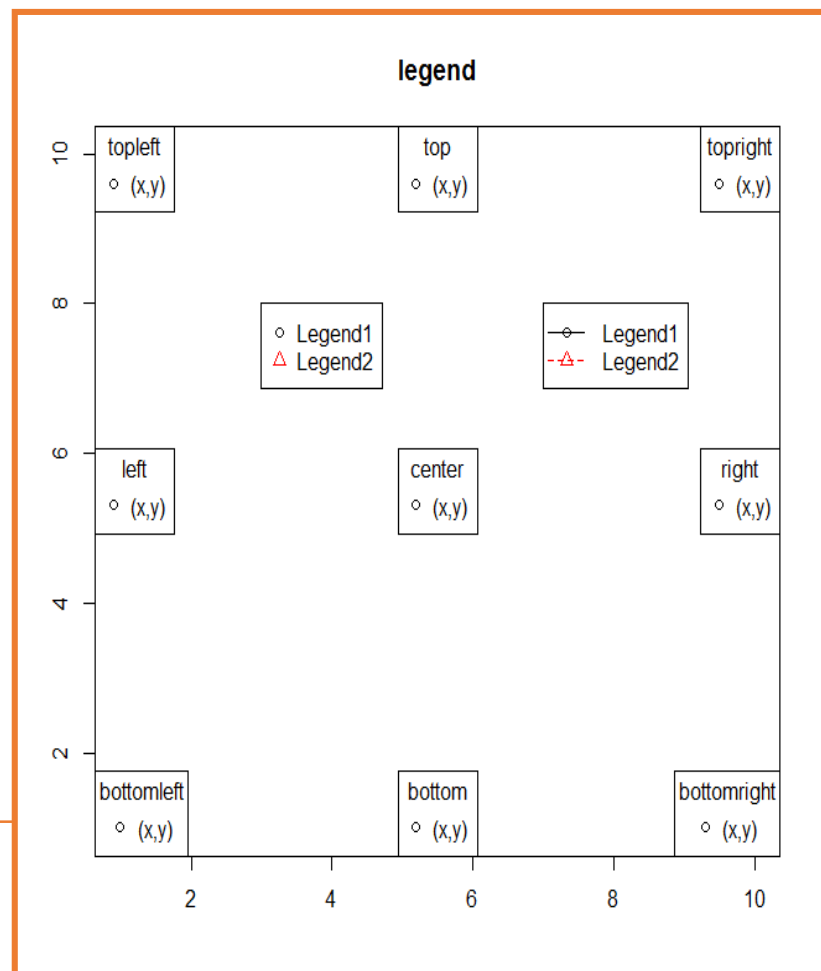 legend
10
topleft
(x,y)
top
(x,y)
topright
(x,y)
8
Legend1
Legend2
Legend1
Legend2
6
left
(x,y)
center
(x,y)
right
(x,y)
4
2
bottomleft
(x,y)
bottom
(x,y)
bottomright
(x,y)
2 4 6 8 10